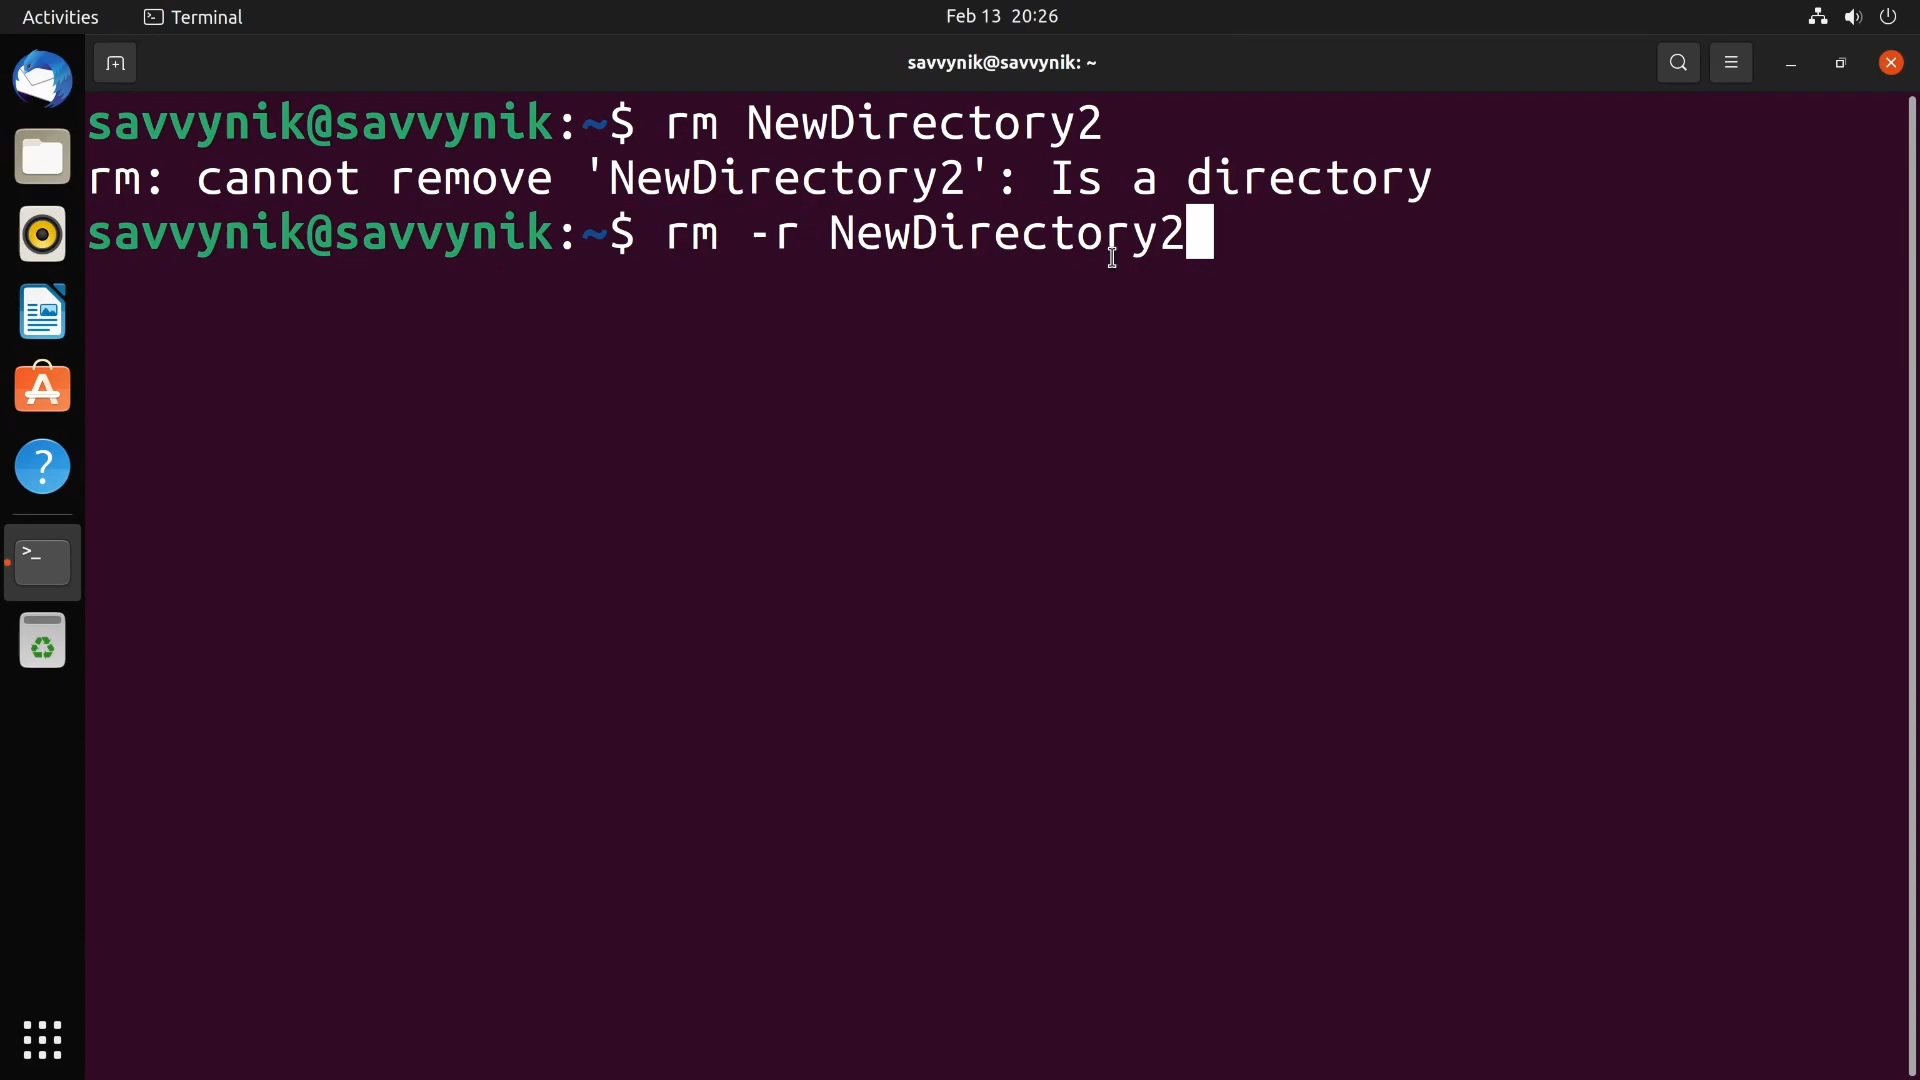 Activities Terminal Feb 13 20:26
savvynik@savvynik: ~
savvynik@savvynik:~$ rm NewDirectory2
rm: cannot remove 'NewDirectory2': Is a directory
savvynik@savvynik:~$ rm -r NewDirectory2